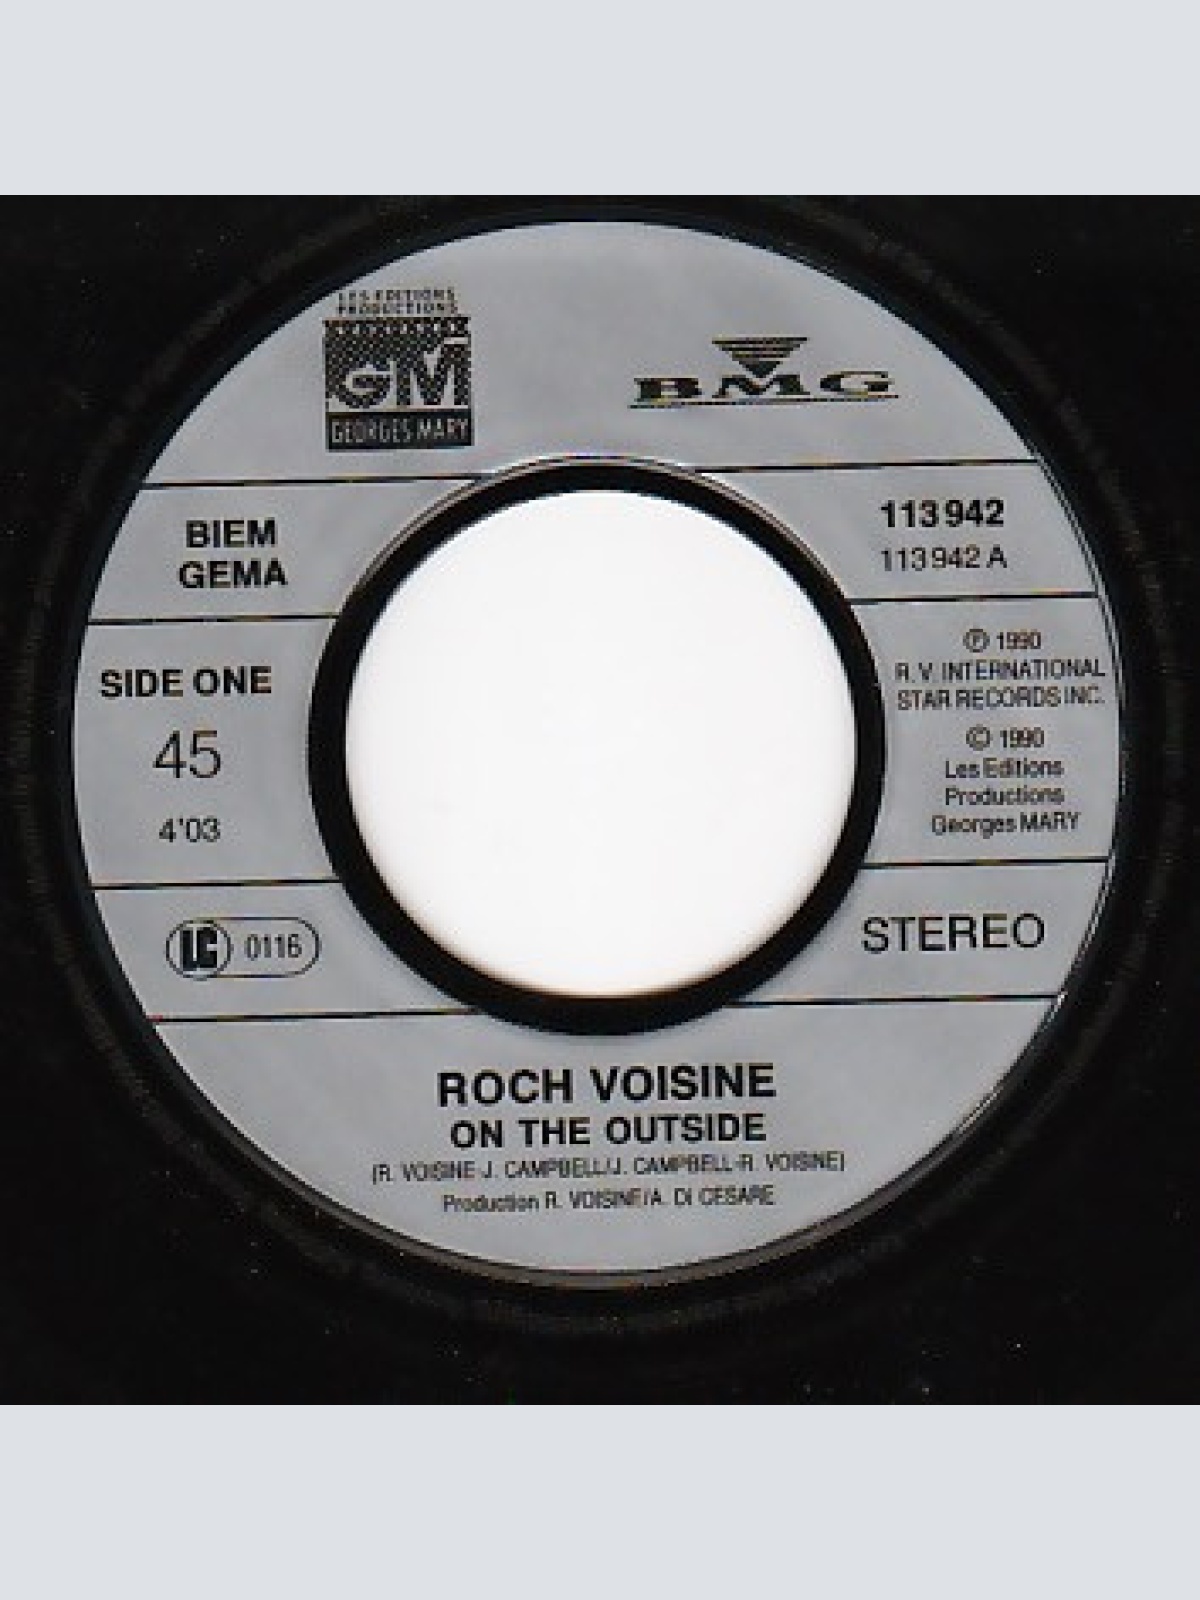 LES EDITIONS
PRODUCTIONS
GM
GEORGES MARY
BMG
BIEM
GEMA
113 942
113 942 A
SIDE ONE
45
4'03
℗ 1990
R. V. INTERNATIONAL
STAR RECORDS INC.
© 1990
Les Editions
Productions
Georges MARY
LC 0116
STEREO
ROCH VOISINE
ON THE OUTSIDE
(R. VOISINE-J. CAMPBELL/J. CAMPBELL-R. VOISINE)
Production R. VOISINE/A. DI CESARE